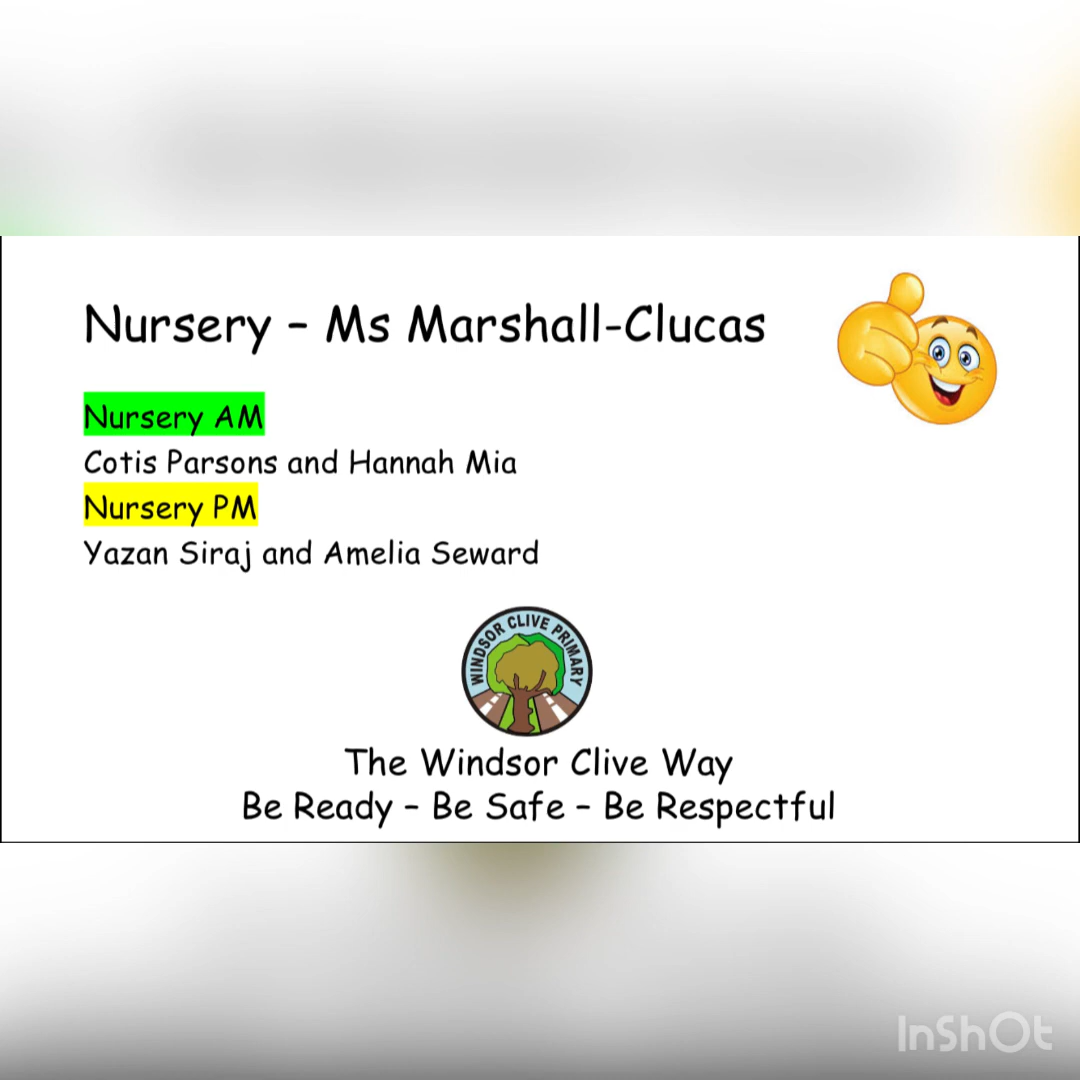 Nursery – Ms Marshall-Clucas
Nursery AM
Cotis Parsons and Hannah Mia
Nursery PM
Yazan Siraj and Amelia Seward
WINDSOR CLIVE PRIMARY
The Windsor Clive Way
Be Ready – Be Safe – Be Respectful
InShOt